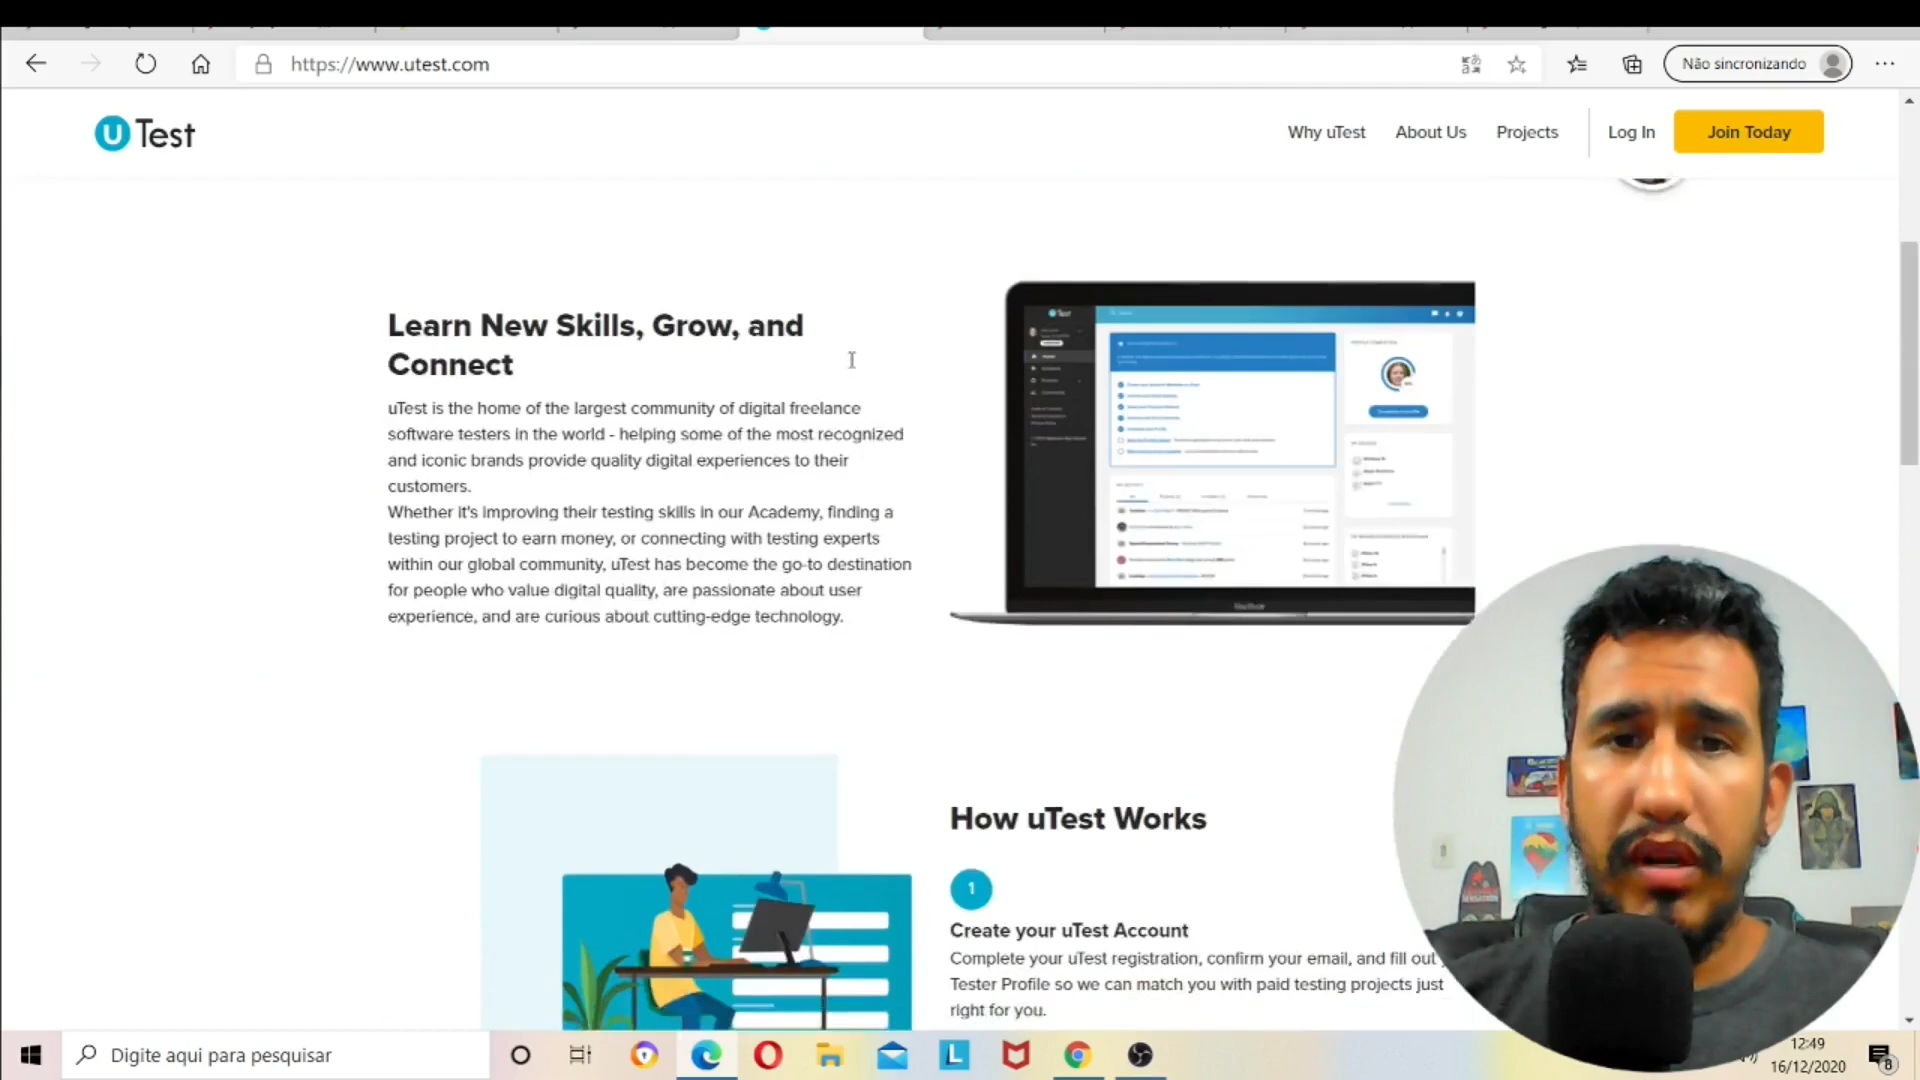 https://www.utest.com
Não sincronizando
U Test
Why uTest
About Us
Projects
Log In
Join Today
Learn New Skills, Grow, and
Connect
uTest is the home of the largest community of digital freelance
software testers in the world - helping some of the most recognized
and iconic brands provide quality digital experiences to their
customers.
Whether it's improving their testing skills in our Academy, finding a
testing project to earn money, or connecting with testing experts
within our global community, uTest has become the go-to destination
for people who value digital quality, are passionate about user
experience, and are curious about cutting-edge technology.
How uTest Works
1
Create your uTest Account
Complete your uTest registration, confirm your email, and fill out
Tester Profile so we can match you with paid testing projects just
right for you.
Digite aqui para pesquisar
L
12:49
16/12/2020
8